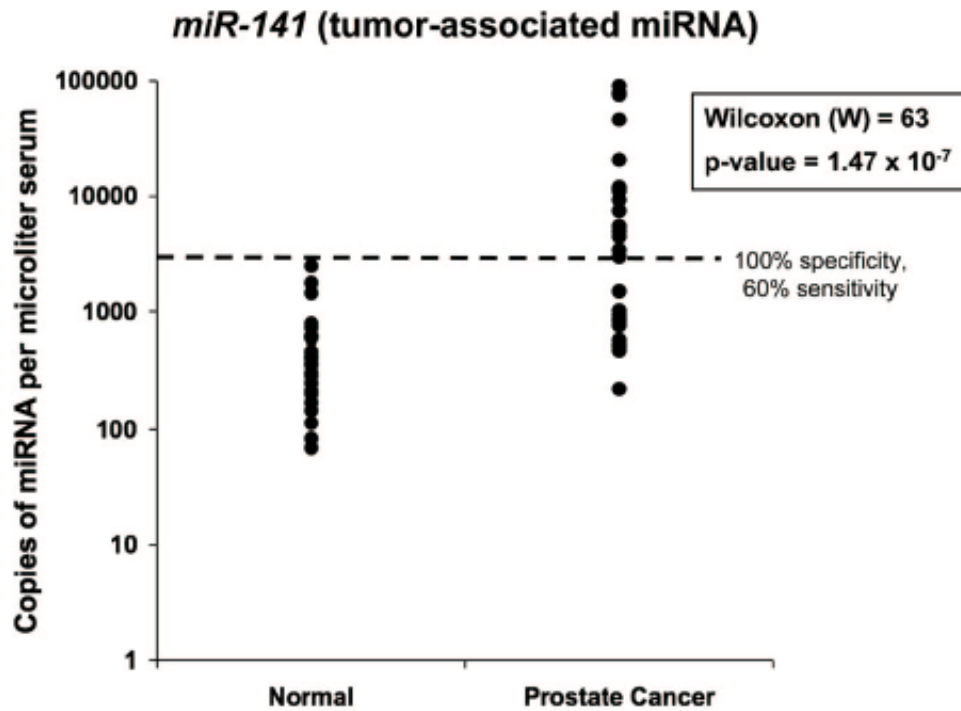 miR-141 (tumor-associated miRNA)
Copies of miRNA per microliter serum
100000
10000
1000
100
10
1
Wilcoxon (W) = 63
p-value = 1.47 x 10⁻⁷
100% specificity,
60% sensitivity
Normal
Prostate Cancer